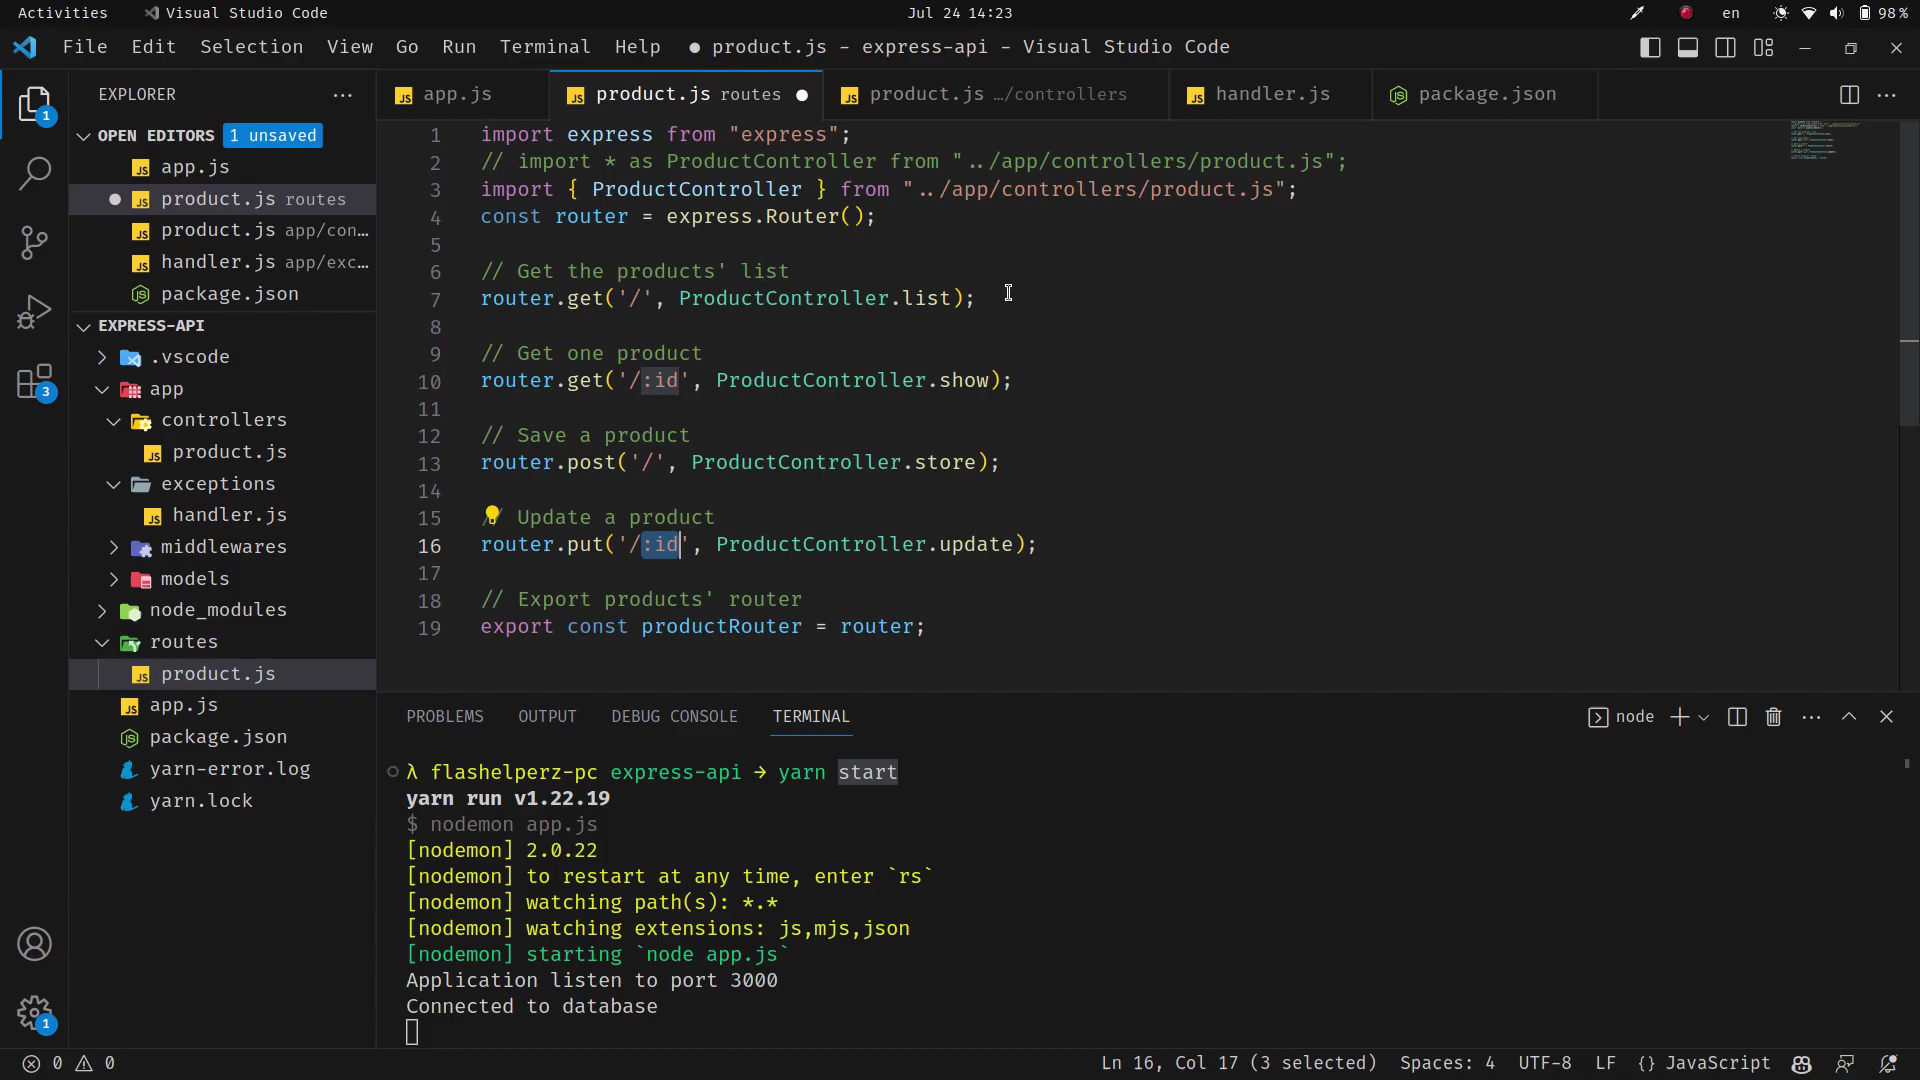 Activities
Visual Studio Code
Jul 24 14:23
en
98%
File Edit Selection View Go Run Terminal Help
● product.js - express-api - Visual Studio Code
EXPLORER
OPEN EDITORS 1 unsaved
app.js
product.js routes
product.js app/con...
handler.js app/exc...
package.json
EXPRESS-API
.vscode
app
controllers
product.js
exceptions
handler.js
middlewares
models
node_modules
routes
product.js
app.js
package.json
yarn-error.log
yarn.lock
1
3
1
app.js
product.js routes ●
product.js .../controllers
handler.js
package.json
1 import express from "express";
2 // import * as ProductController from "../app/controllers/product.js";
3 import { ProductController } from "../app/controllers/product.js";
4 const router = express.Router();
5
6 // Get the products' list
7 router.get('/', ProductController.list);
8
9 // Get one product
10 router.get('/:id', ProductController.show);
11
12 // Save a product
13 router.post('/', ProductController.store);
14
15 // Update a product
16 router.put('/:id', ProductController.update);
17
18 // Export products' router
19 export const productRouter = router;
PROBLEMS OUTPUT DEBUG CONSOLE TERMINAL
node
λ flashelperz-pc express-api → yarn start
yarn run v1.22.19
$ nodemon app.js
[nodemon] 2.0.22
[nodemon] to restart at any time, enter `rs`
[nodemon] watching path(s): *.*
[nodemon] watching extensions: js,mjs,json
[nodemon] starting `node app.js`
Application listen to port 3000
Connected to database
0 0
Ln 16, Col 17 (3 selected) Spaces: 4 UTF-8 LF {} JavaScript